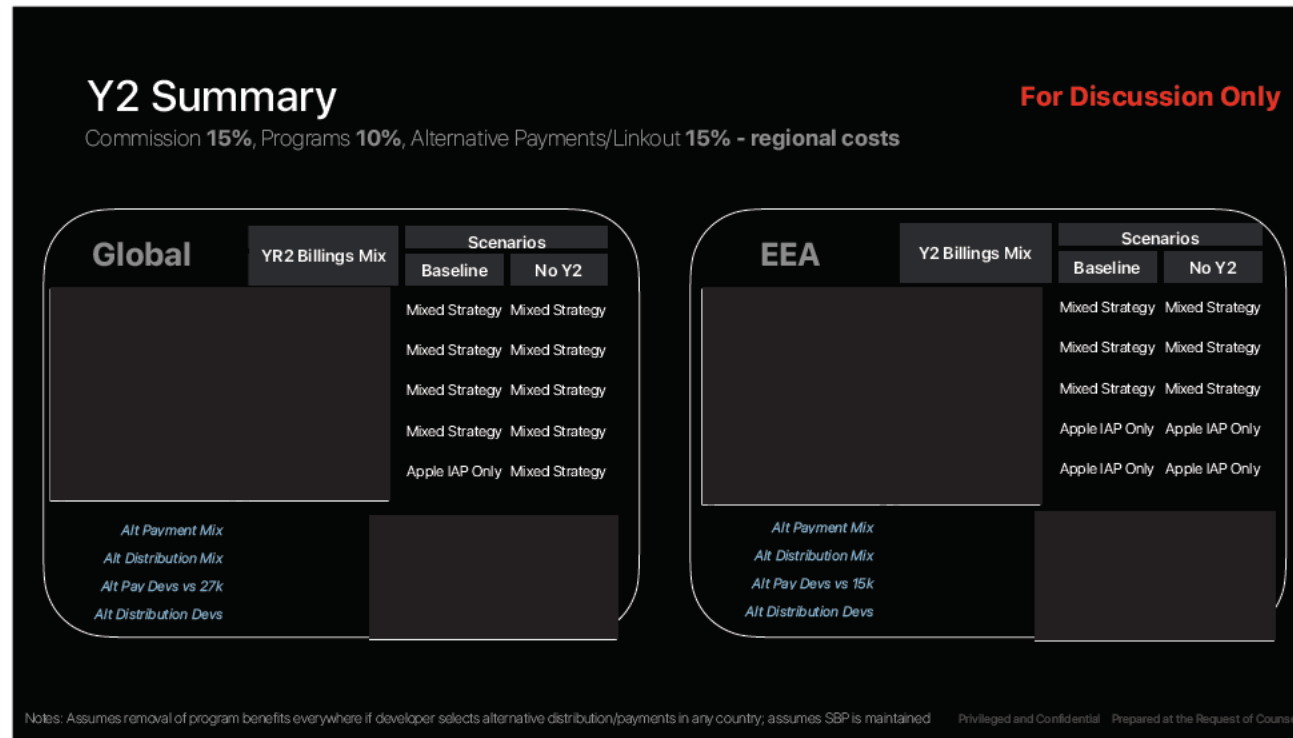 Y2 Summary
For Discussion Only
Commission 15%, Programs 10%, Alternative Payments/Linkout 15% - regional costs
Global
YR2 Billings Mix
Scenarios
Baseline
No Y2
Mixed Strategy Mixed Strategy
Mixed Strategy Mixed Strategy
Mixed Strategy Mixed Strategy
Mixed Strategy Mixed Strategy
Apple IAP Only Mixed Strategy
Alt Payment Mix
Alt Distribution Mix
Alt Pay Devs vs 27k
Alt Distribution Devs
EEA
Y2 Billings Mix
Scenarios
Baseline
No Y2
Mixed Strategy Mixed Strategy
Mixed Strategy Mixed Strategy
Mixed Strategy Mixed Strategy
Apple IAP Only Apple IAP Only
Apple IAP Only Apple IAP Only
Alt Payment Mix
Alt Distribution Mix
Alt Pay Devs vs 15k
Alt Distribution Devs
Notes: Assumes removal of program benefits everywhere if developer selects alternative distribution/payments in any country; assumes SBP is maintained
Privileged and Confidential Prepared at the Request of Counse